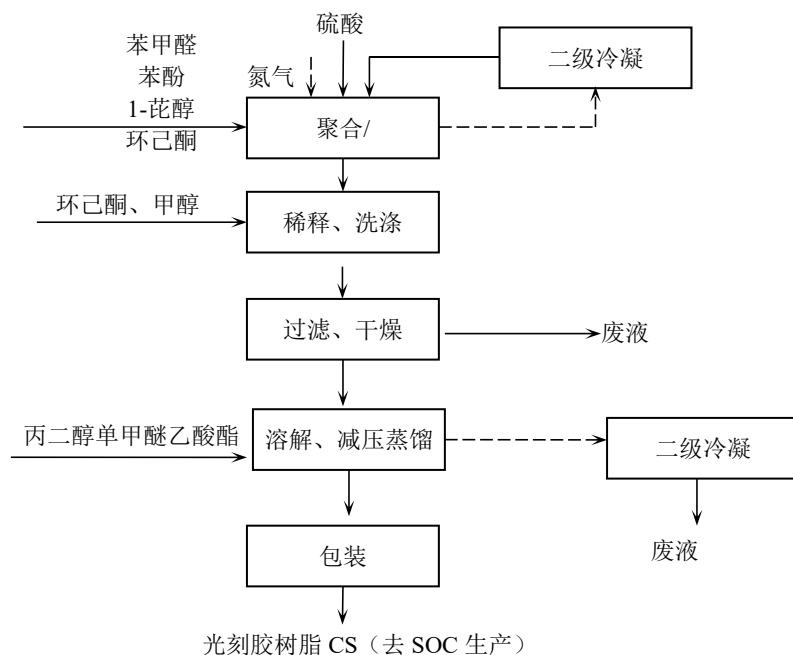 硫酸
苯甲醛
苯酚
1-芘醇
环己酮
氮气
二级冷凝
聚合/
环己酮、甲醇
稀释、洗涤
过滤、干燥
废液
丙二醇单甲醚乙酸酯
溶解、减压蒸馏
二级冷凝
包装
废液
光刻胶树脂 CS（去 SOC 生产）